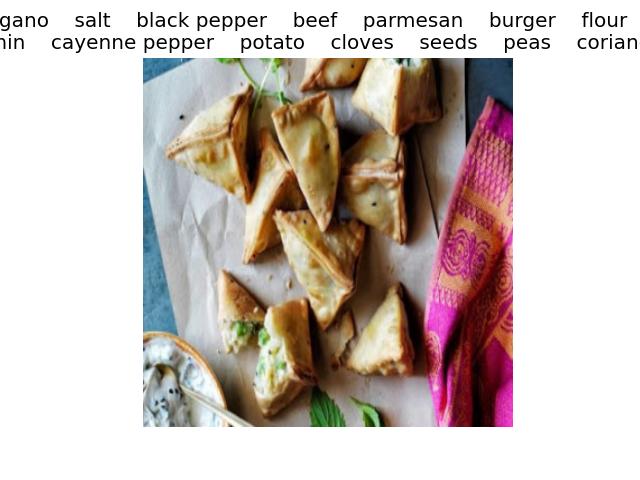 gano salt black pepper beef parmesan burger flour
nin cayenne pepper potato cloves seeds peas corian